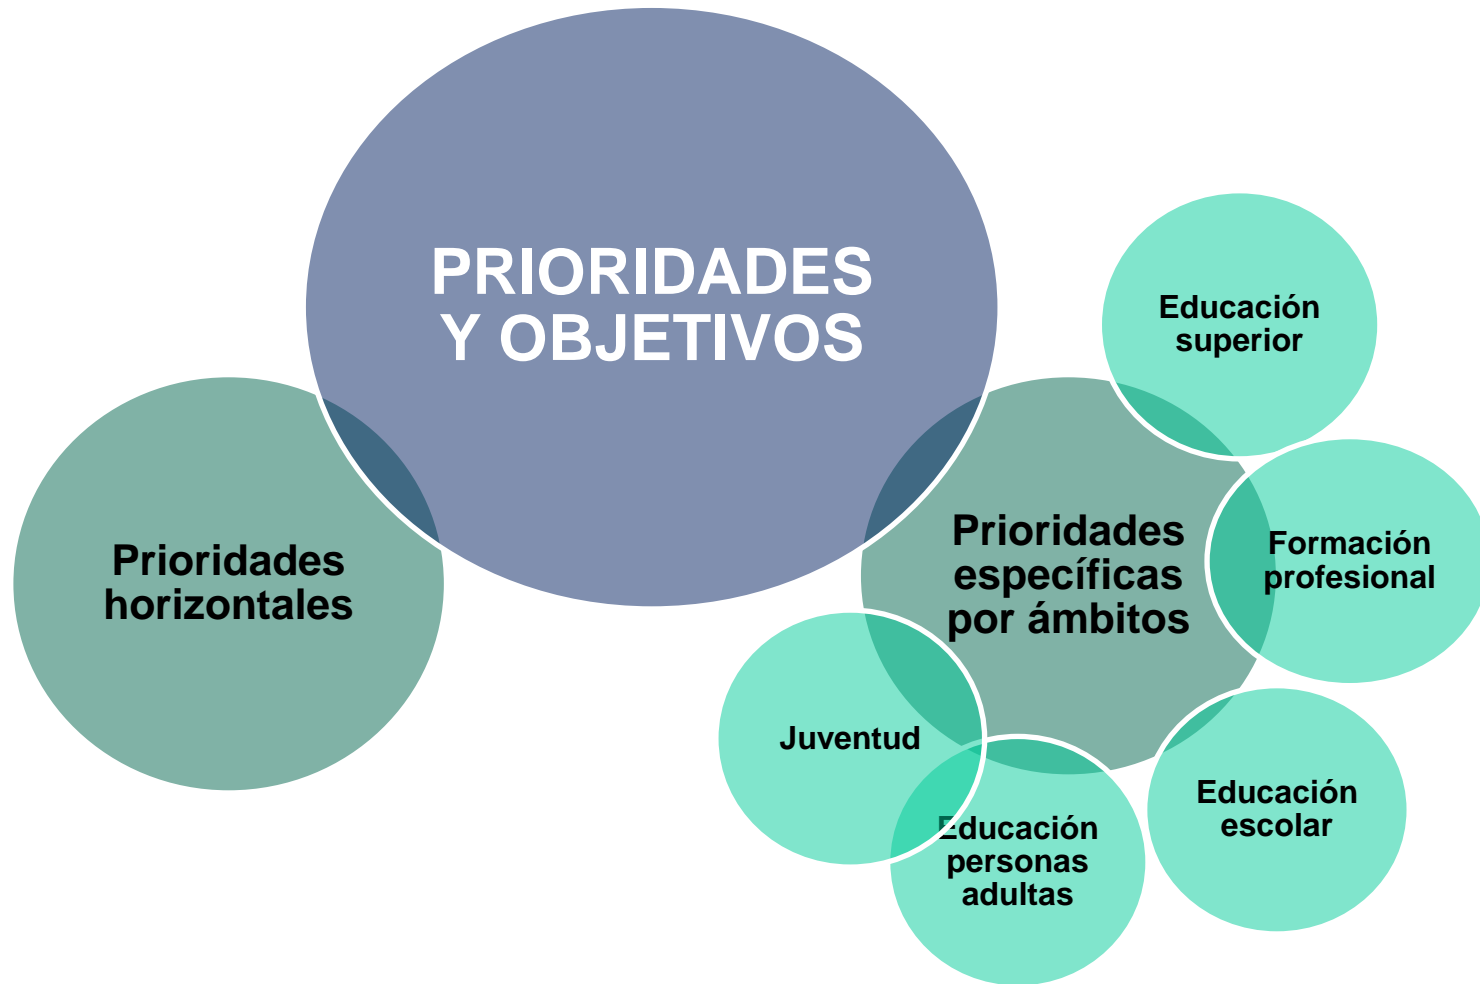 PRIORIDADES
Y OBJETIVOS
Prioridades
horizontales
Prioridades
específicas
por ámbitos
Educación
superior
Formación
profesional
Educación
escolar
Educación
personas
adultas
Juventud